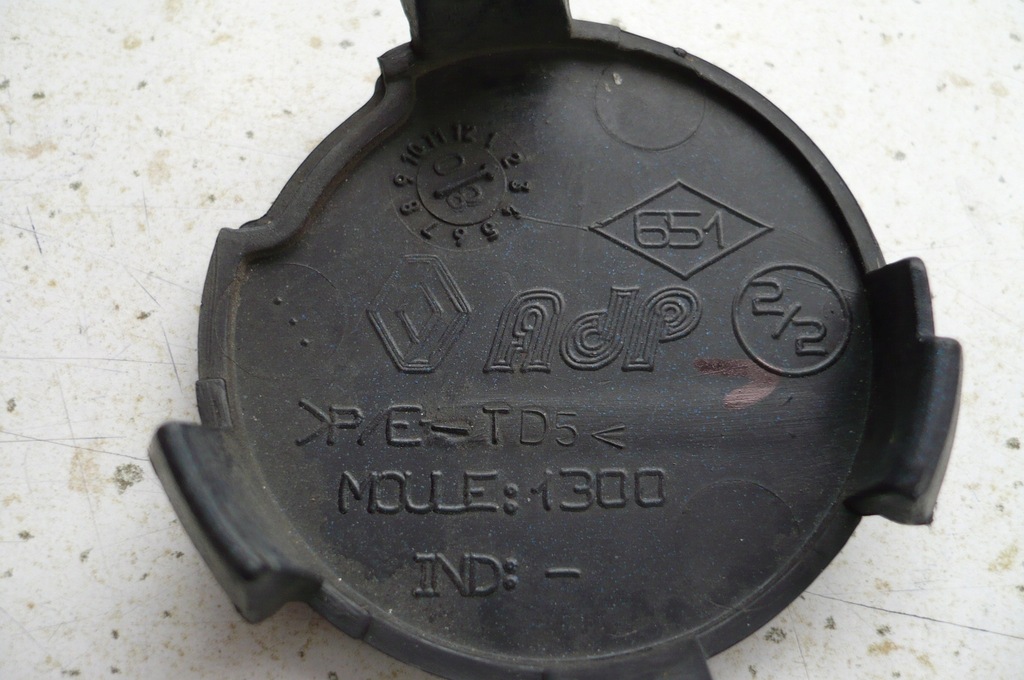 10 11 12 1 2 3 4 5 6 7 8 9
651
AdP
2/2
>P/E-TD5<
MOULE: 1300
IND: -